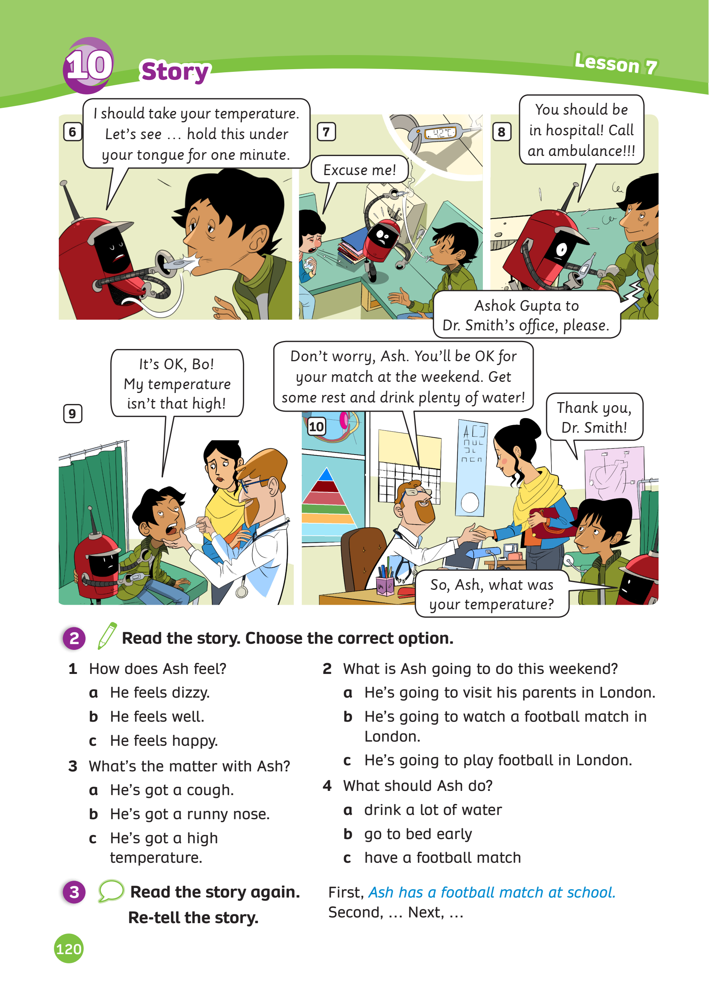 10
Story
Lesson 7
6
I should take your temperature.
Let's see ... hold this under
your tongue for one minute.
7
Excuse me!
42°C
8
You should be
in hospital! Call
an ambulance!!!
Ashok Gupta to
Dr. Smith's office, please.
9
It's OK, Bo!
My temperature
isn't that high!
10
Don't worry, Ash. You'll be OK for
your match at the weekend. Get
some rest and drink plenty of water!
Thank you,
Dr. Smith!
So, Ash, what was
your temperature?
2 Read the story. Choose the correct option.
1 How does Ash feel?
a He feels dizzy.
b He feels well.
c He feels happy.
2 What is Ash going to do this weekend?
a He's going to visit his parents in London.
b He's going to watch a football match in
London.
c He's going to play football in London.
3 What's the matter with Ash?
a He's got a cough.
b He's got a runny nose.
c He's got a high
temperature.
4 What should Ash do?
a drink a lot of water
b go to bed early
c have a football match
3 Read the story again.
Re-tell the story.
First, Ash has a football match at school.
Second, ... Next, ...
120